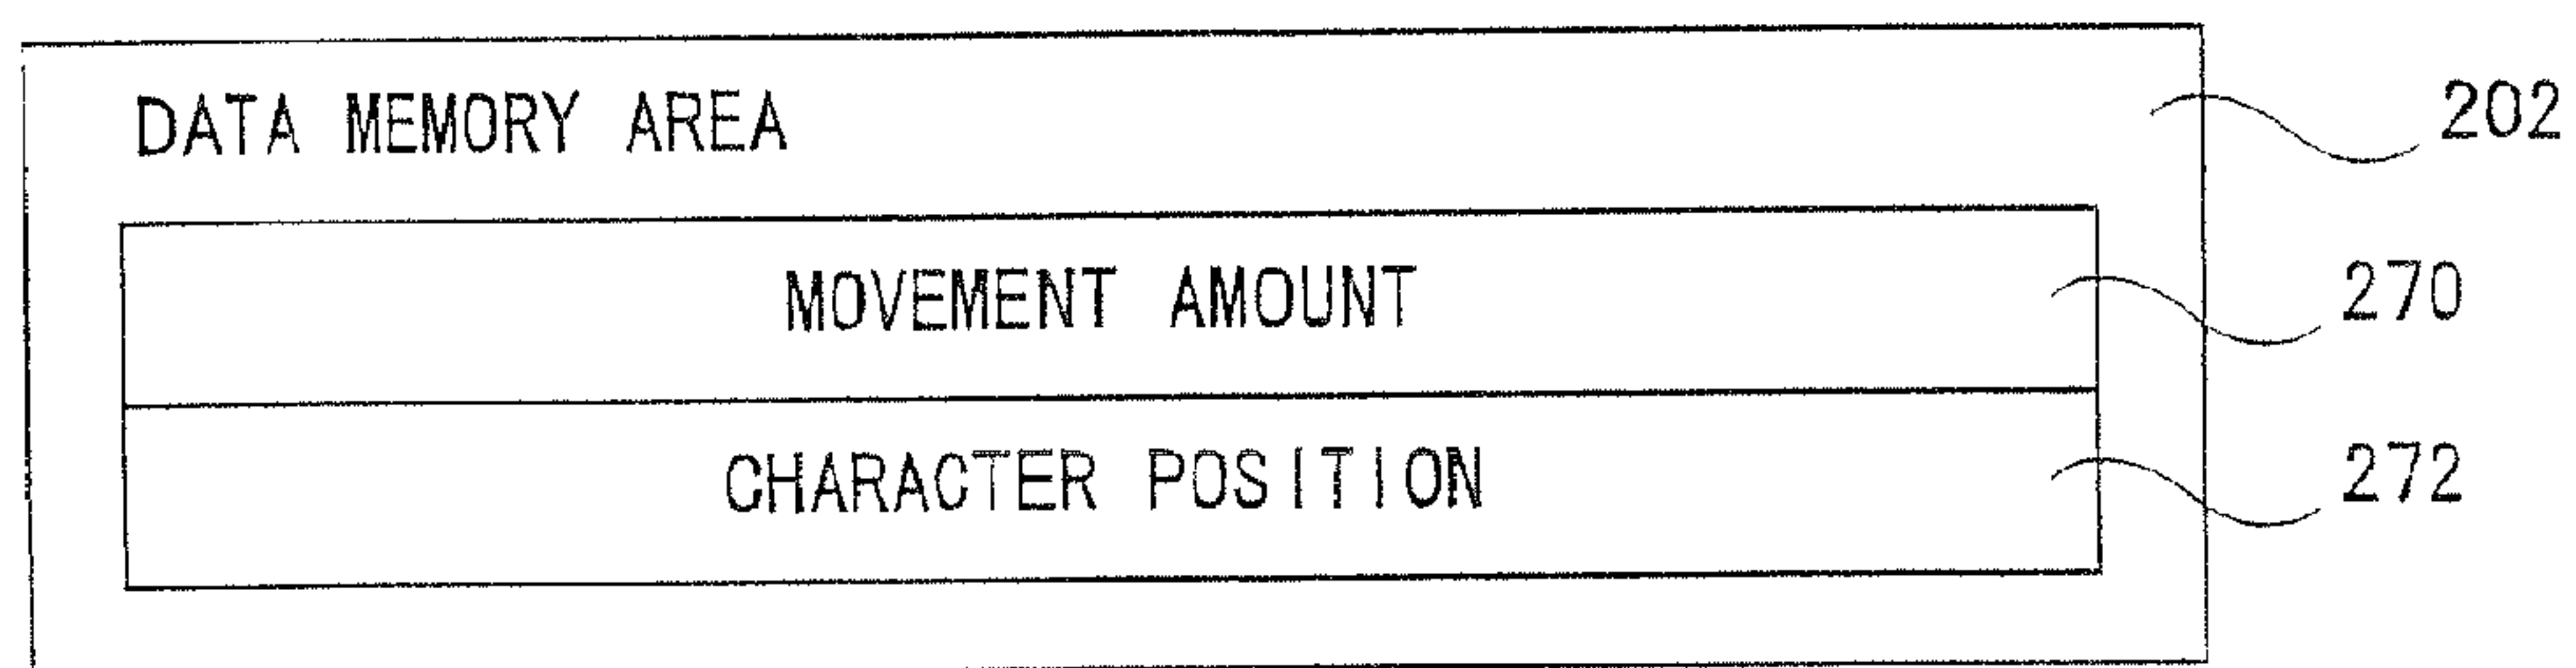 DATA MEMORY AREA 202
MOVEMENT AMOUNT 270
CHARACTER POSITION 272